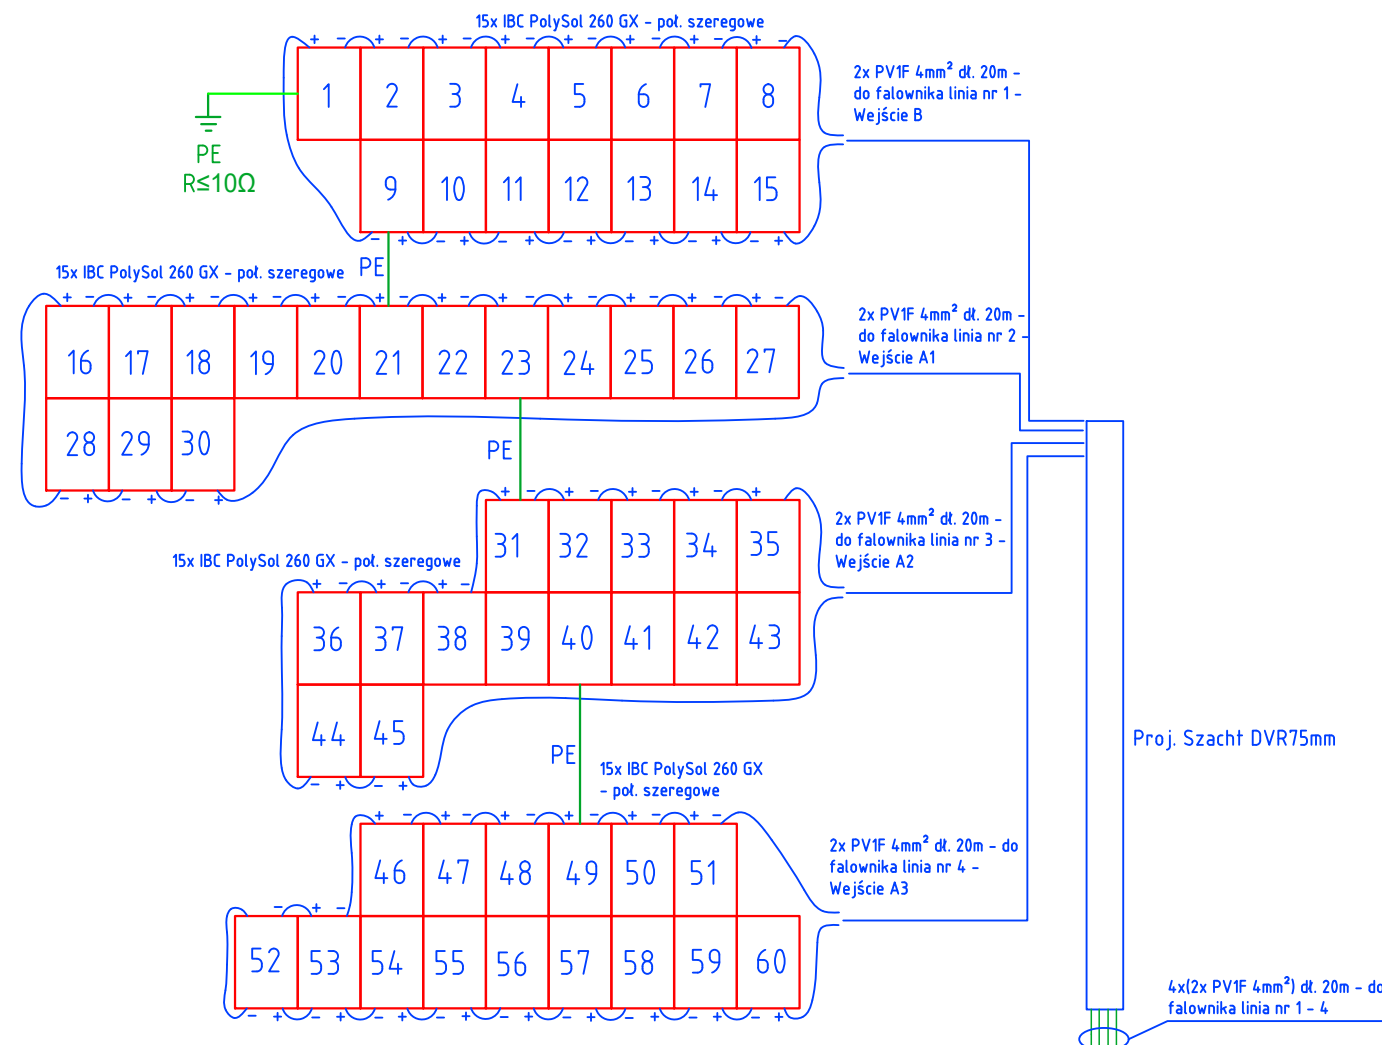 15x IBC PolySol 260 GX - poł. szeregowe
+ - + - + - + - + - + - + - + -
1 2 3 4 5 6 7 8
2x PV1F 4mm² dł. 20m -
do falownika linia nr 1 -
Wejście B
PE
R≤10Ω
9 10 11 12 13 14 15
- + - + - + - + - + - + - +
PE
15x IBC PolySol 260 GX - poł. szeregowe
+ - + - + - + - + - + - + - + - + - + - + - + -
16 17 18 19 20 21 22 23 24 25 26 27
2x PV1F 4mm² dł. 20m -
do falownika linia nr 2 -
Wejście A1
28 29 30
- + - + - +
PE
+ - + - + - + - +
31 32 33 34 35
2x PV1F 4mm² dł. 20m -
do falownika linia nr 3 -
Wejście A2
15x IBC PolySol 260 GX - poł. szeregowe
+ - + - + -
36 37 38 39 40 41 42 43
44 45
- + - +
PE
15x IBC PolySol 260 GX
- poł. szeregowe
+ - + - + - + - + - + -
46 47 48 49 50 51
2x PV1F 4mm² dł. 20m - do
falownika linia nr 4 -
Wejście A3
- + -
52 53 54 55 56 57 58 59 60
- + - + - + - + - + - + - + - + - +
Proj. Szacht DVR75mm
4x(2x PV1F 4mm²) dł. 20m - do
falownika linia nr 1 - 4